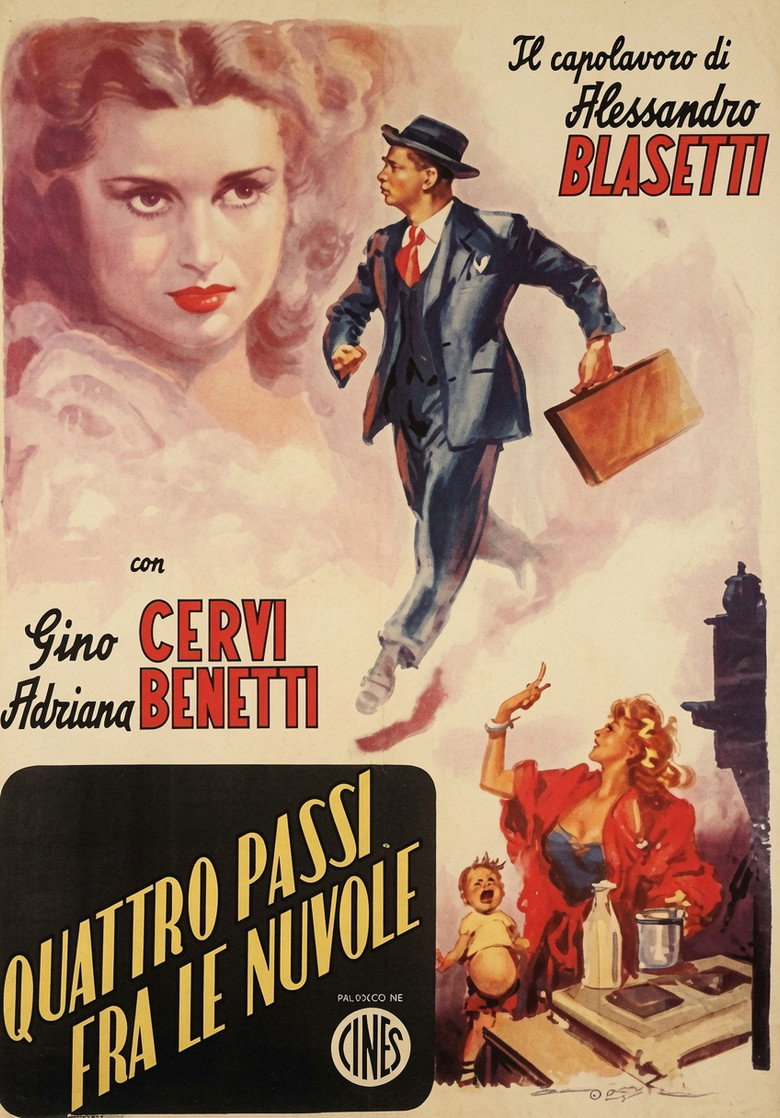 Il capolavoro di
Alessandro
BLASETTI
con
Gino CERVI
Adriana BENETTI
QUATTRO PASSI
FRA LE NUVOLE
CINES